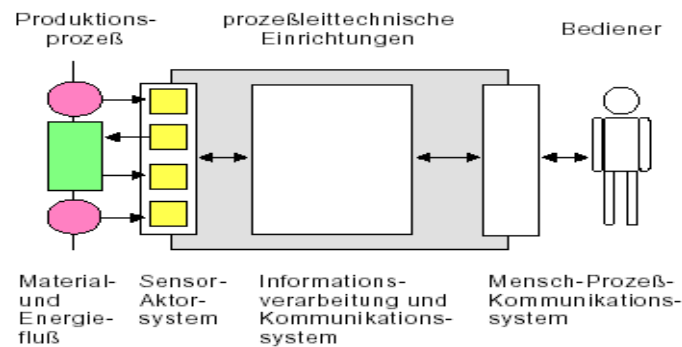 Produktions-
prozeß
prozeßleittechnische
Einrichtungen
Bediener
Material-
und
Energie-
fluß
Sensor-
Aktor-
system
Informations-
verarbeitung und
Kommunikations-
system
Mensch-Prozeß-
Kommunikations-
system